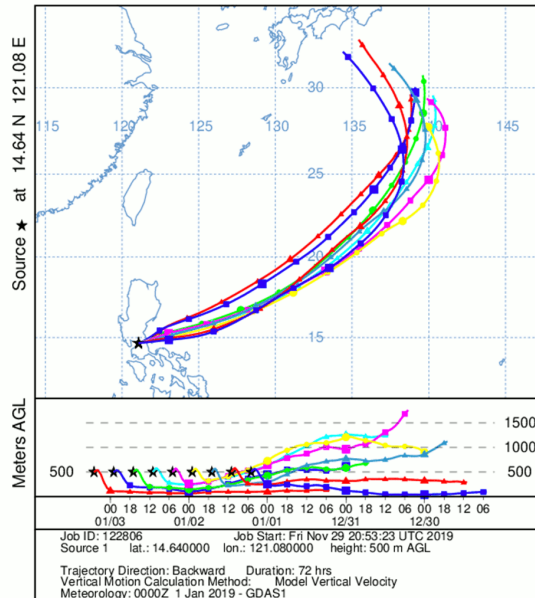 Source ★ at 14.64 N 121.08 E
30
115 120 125 130 135 140 145
25
20
15
Meters AGL
1500
1000
500 500
00 18 12 06 00 18 12 06 00 18 12 06 00 18 12 06 00 18 12 06
01/03 01/02 01/01 12/31 12/30
Job ID: 122806 Job Start: Fri Nov 29 20:53:23 UTC 2019
Source 1 lat.: 14.640000 lon.: 121.080000 height: 500 m AGL
Trajectory Direction: Backward Duration: 72 hrs
Vertical Motion Calculation Method: Model Vertical Velocity
Meteorology: 0000Z 1 Jan 2019 - GDAS1